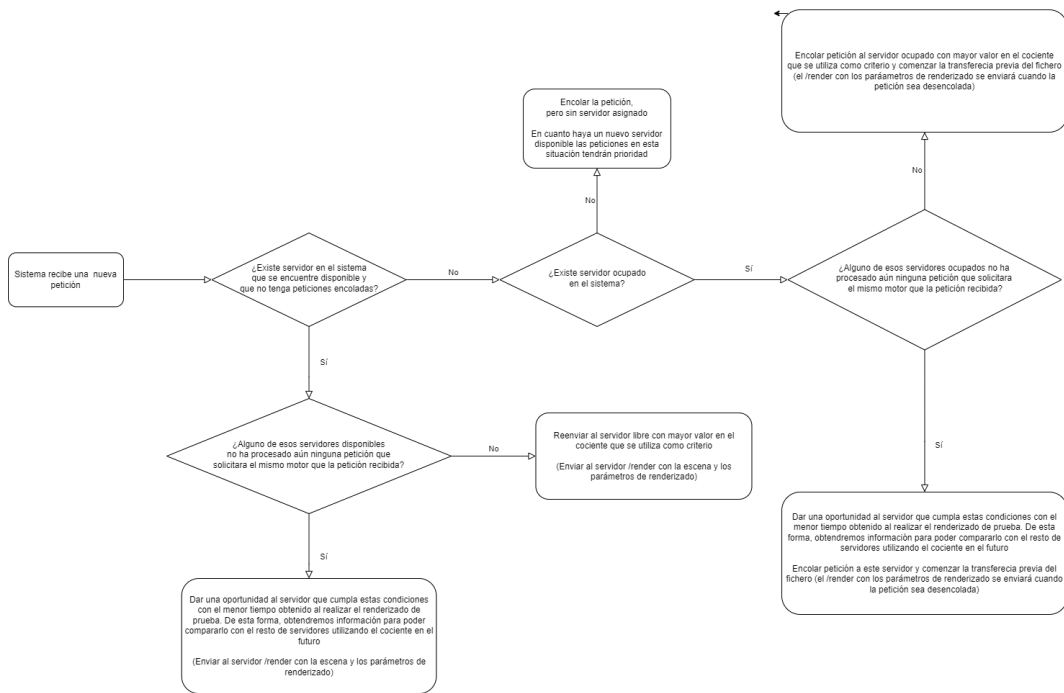 Encolar petición al servidor ocupado con mayor valor en el cociente
que se utiliza como criterio y comenzar la transferecia previa del fichero
(el /render con los paráametros de renderizado se enviará cuando la
petición sea desencolada)
Encolar la petición,
pero sin servidor asignado
En cuanto haya un nuevo servidor
disponible las peticiones en esta
situación tendrán prioridad
No
No
Sistema recibe una nueva
petición
¿Existe servidor en el sistema
que se encuentre disponible y
que no tenga peticiones encoladas?
No
¿Existe servidor ocupado
en el sistema?
Sí
¿Alguno de esos servidores ocupados no ha
procesado aún ninguna petición que solicitara
el mismo motor que la petición recibida?
Sí
¿Alguno de esos servidores disponibles
no ha procesado aún ninguna petición que
solicitara el mismo motor que la petición recibida?
No
Reenviar al servidor libre con mayor valor en el
cociente que se utiliza como criterio
(Enviar al servidor /render con la escena y los
parámetros de renderizado)
Sí
Sí
Dar una oportunidad al servidor que cumpla estas condiciones con el
menor tiempo obtenido al realizar el renderizado de prueba. De esta
forma, obtendremos información para poder compararlo con el resto de
servidores utilizando el cociente en el futuro
Encolar petición a este servidor y comenzar la transferecia previa del
fichero (el /render con los parámetros de renderizado se enviará cuando
la petición sea desencolada)
Dar una oportunidad al servidor que cumpla estas condiciones
con el menor tiempo obtenido al realizar el renderizado de
prueba. De esta forma, obtendremos información para poder
compararlo con el resto de servidores utilizando el cociente en el
futuro
(Enviar al servidor /render con la escena y los parámetros de
renderizado)